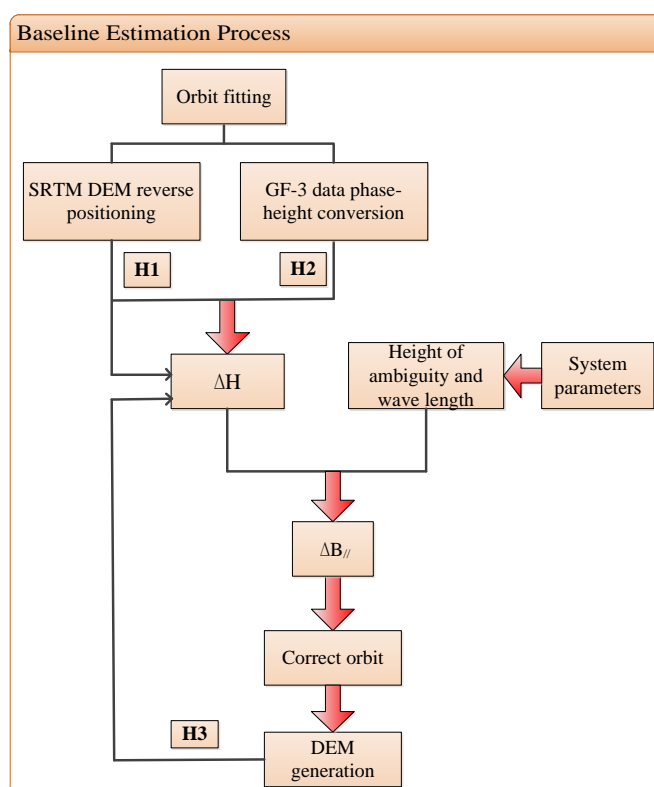 Baseline Estimation Process
Orbit fitting
SRTM DEM reverse
positioning
GF-3 data phase-
height conversion
H1
H2
ΔH
Height of
ambiguity and
wave length
System
parameters
ΔB//
Correct orbit
H3
DEM
generation